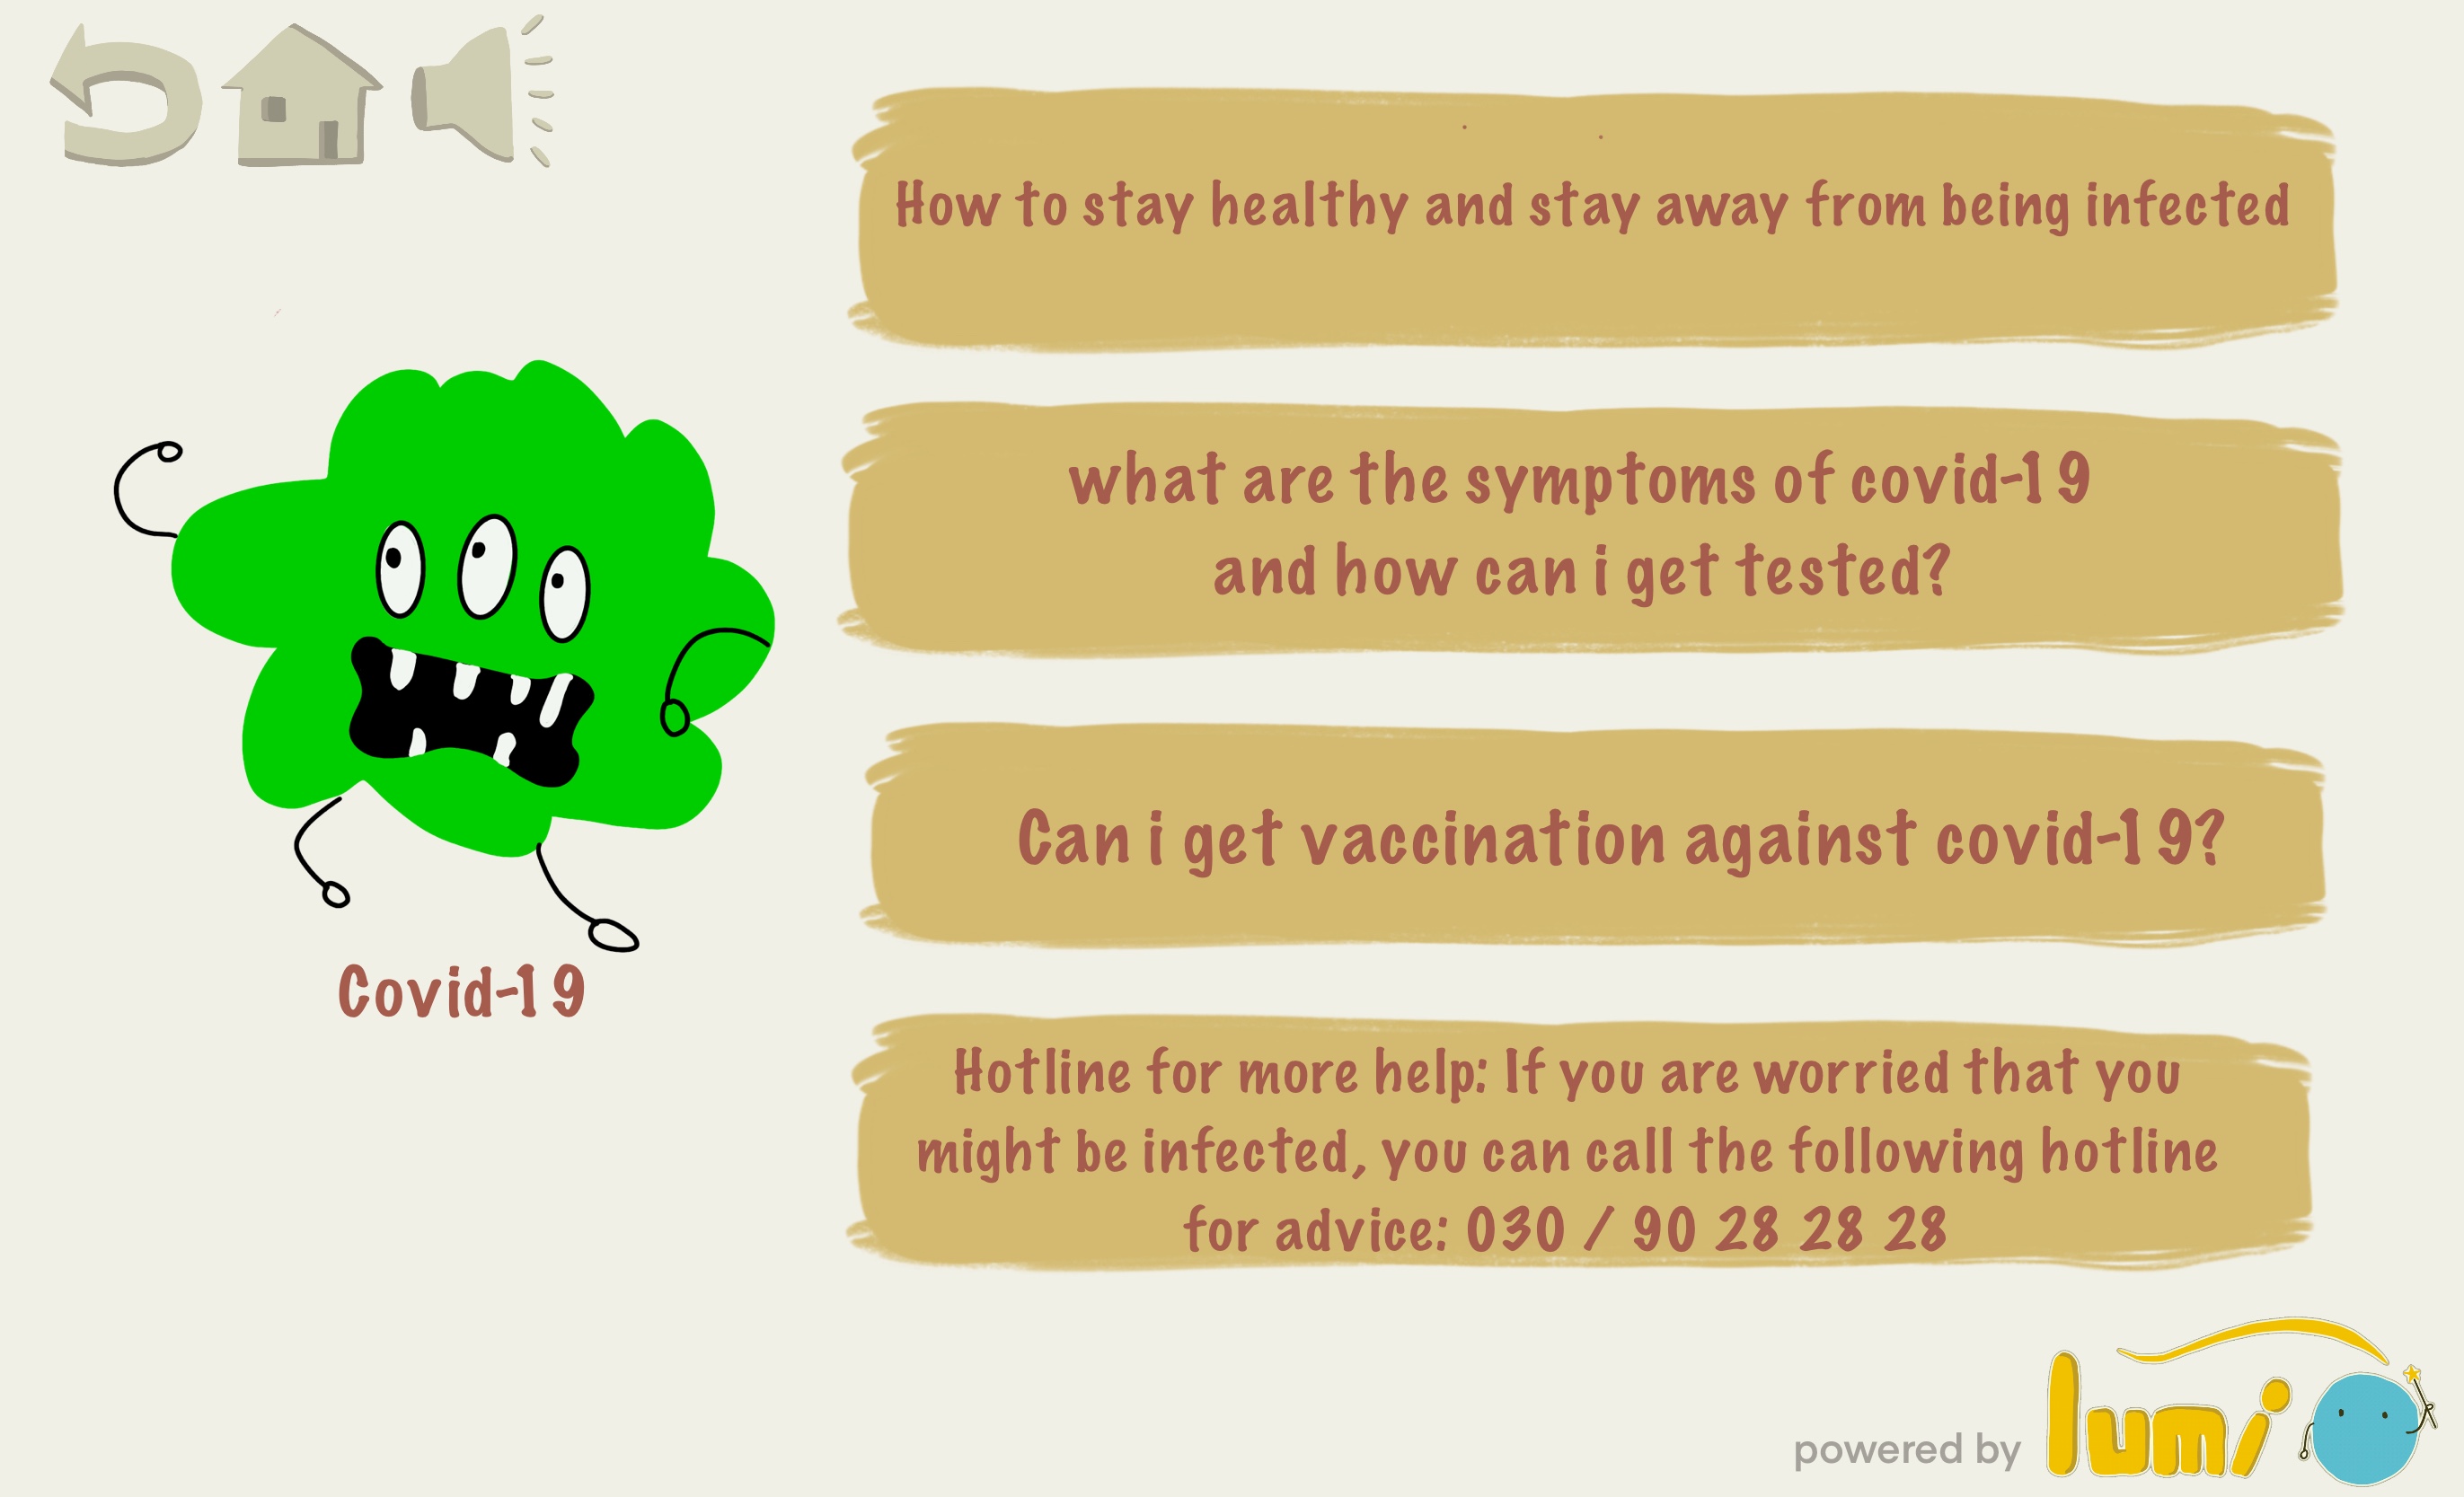 How to stay healthy and stay away from being infected
what are the symptoms of covid-19
and how can i get tested?
Can i get vaccination against covid-19?
Covid-19
Hotline for more help: If you are worried that you
might be infected, you can call the following hotline
for advice: 030 / 90 28 28 28
powered by lumi